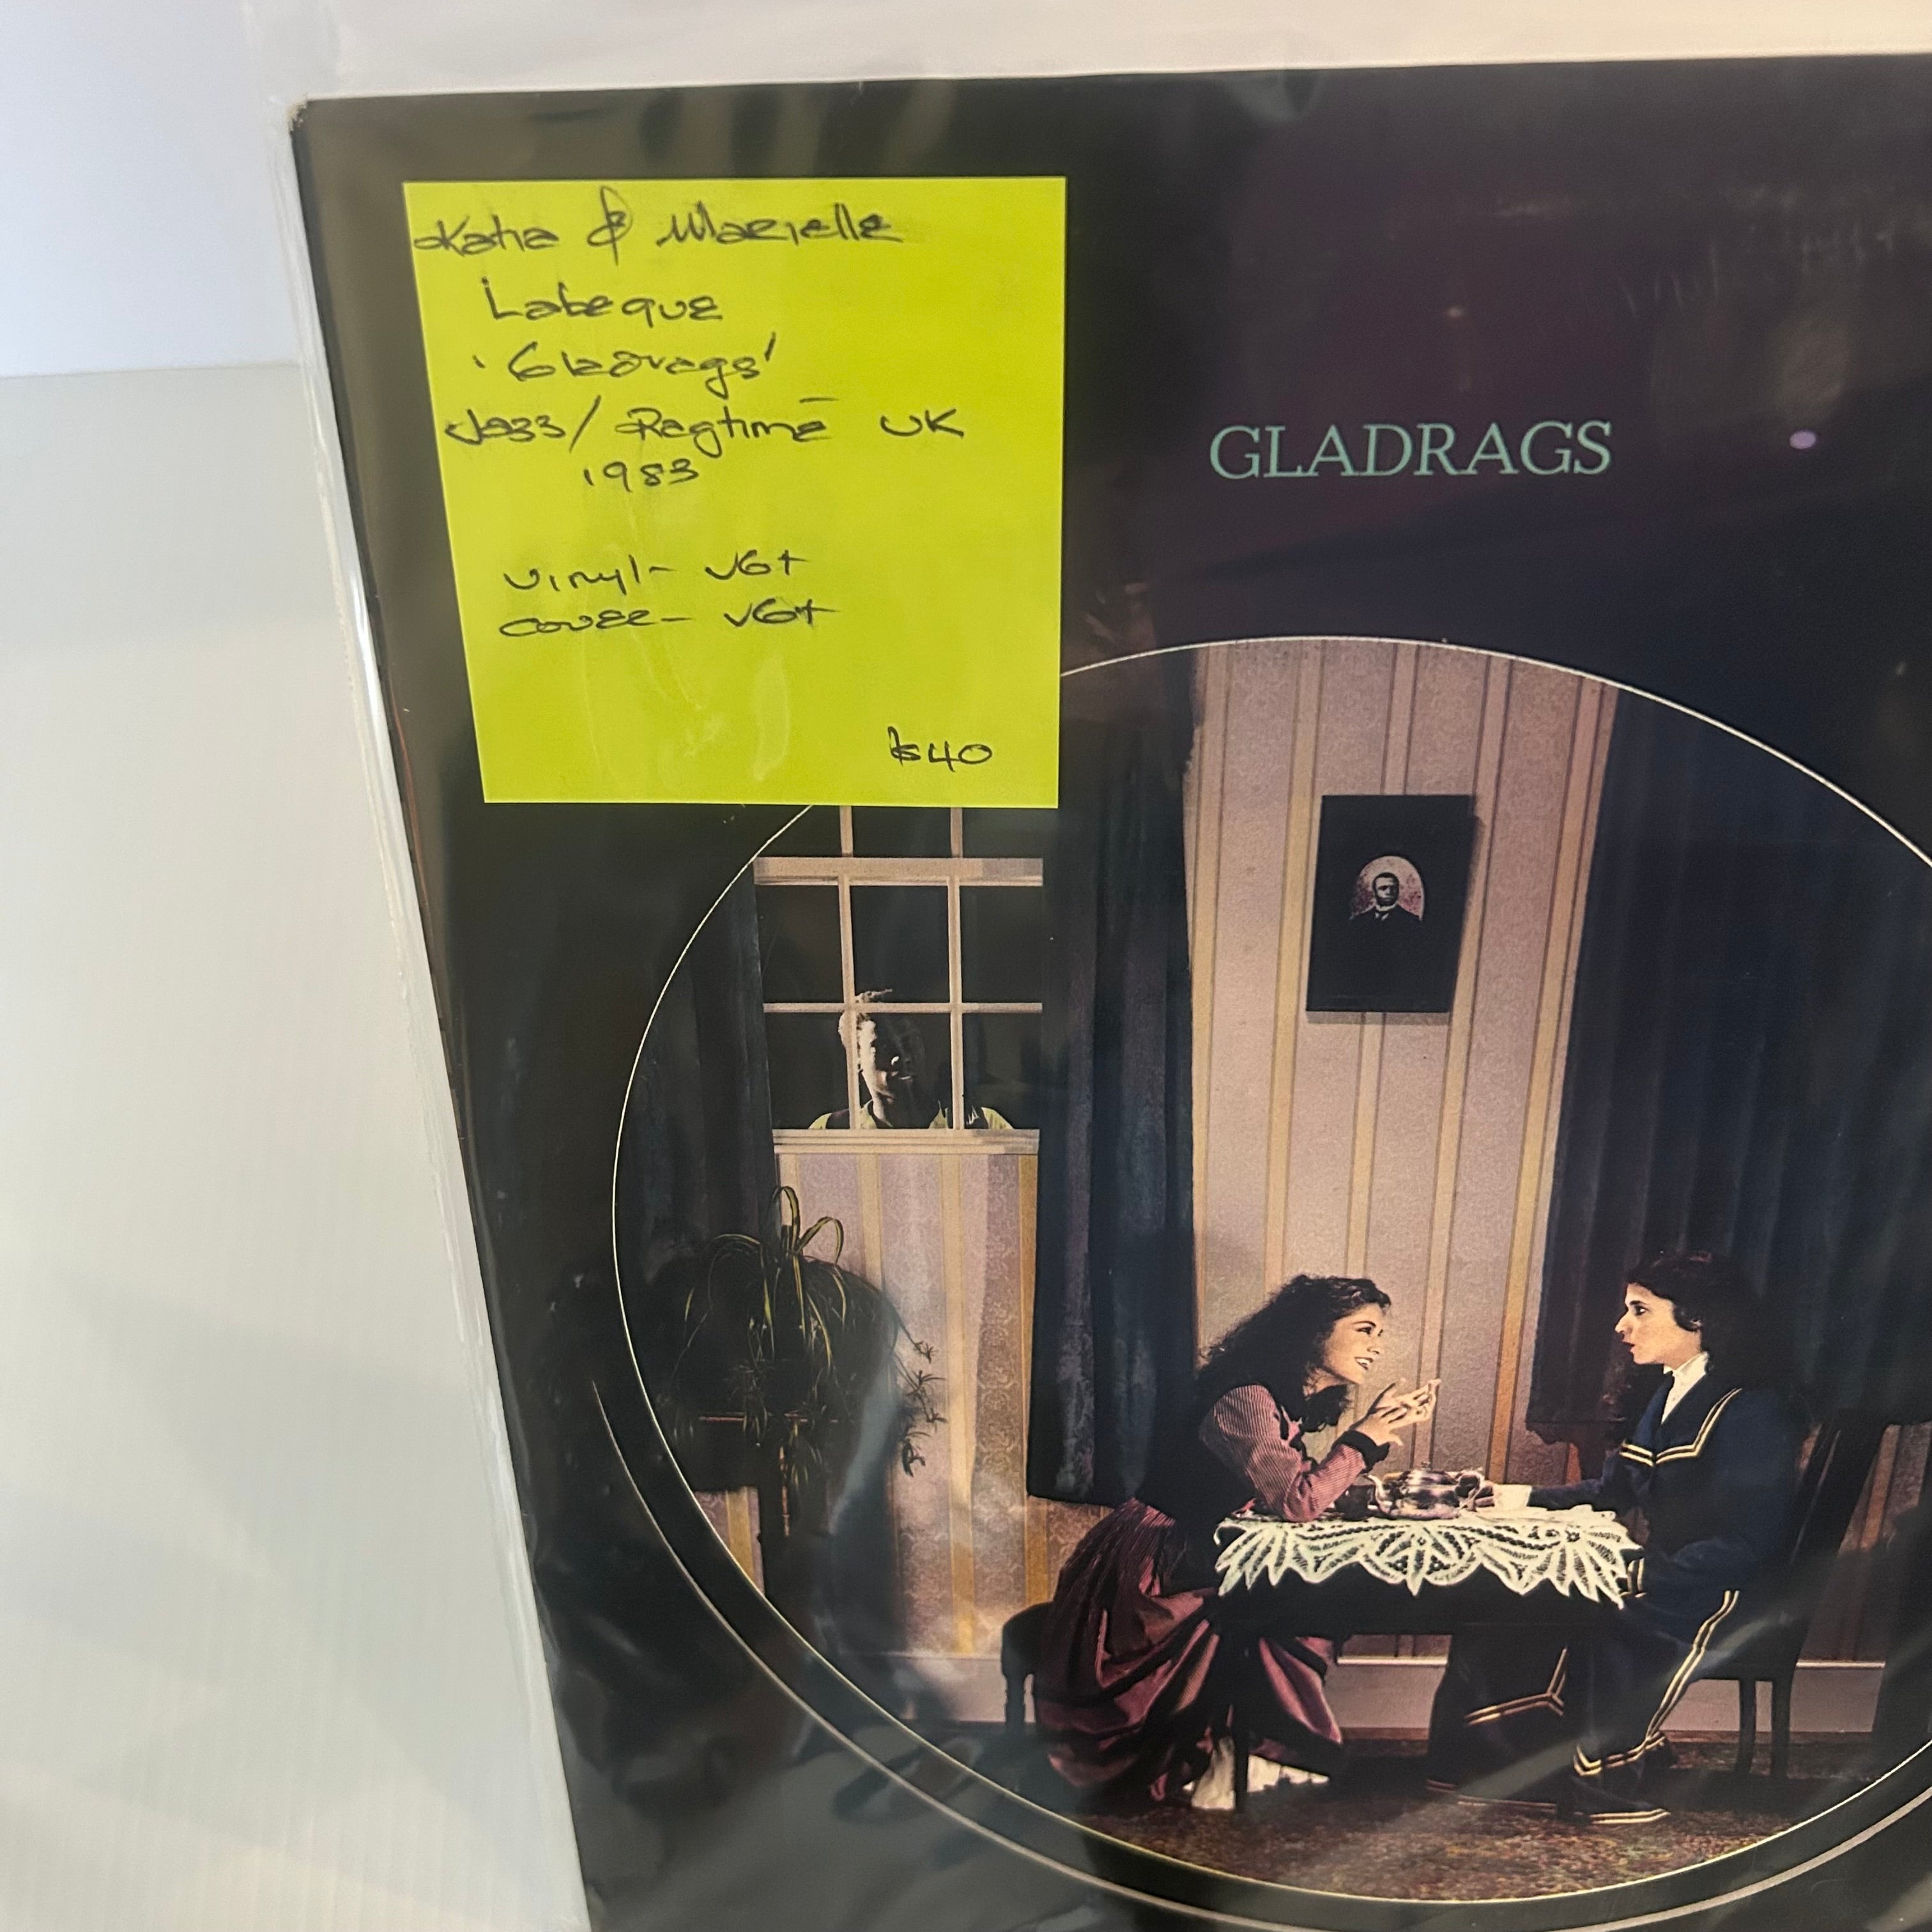 Katia & Marielle
Labeque
'Gladrags'
Jazz/Ragtime UK
1983
Vinyl- VG+
Cover- VG+
$40
GLADRAGS